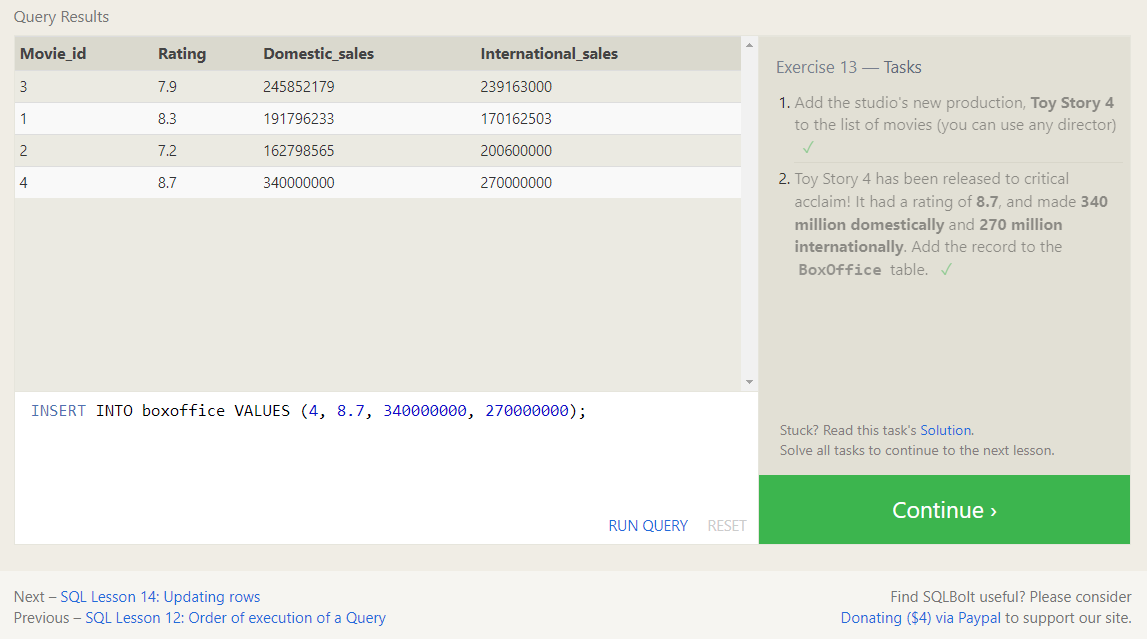 Query Results
Movie_id Rating Domestic_sales International_sales
3 7.9 245852179 239163000
1 8.3 191796233 170162503
2 7.2 162798565 200600000
4 8.7 340000000 270000000
INSERT INTO boxoffice VALUES (4, 8.7, 340000000, 270000000);
RUN QUERY RESET
Exercise 13 — Tasks
1. Add the studio's new production, Toy Story 4
to the list of movies (you can use any director)
✓
2. Toy Story 4 has been released to critical
acclaim! It had a rating of 8.7, and made 340
million domestically and 270 million
internationally. Add the record to the
BoxOffice table. ✓
Stuck? Read this task's Solution.
Solve all tasks to continue to the next lesson.
Continue ›
Next – SQL Lesson 14: Updating rows
Previous – SQL Lesson 12: Order of execution of a Query
Find SQLBolt useful? Please consider
Donating ($4) via Paypal to support our site.